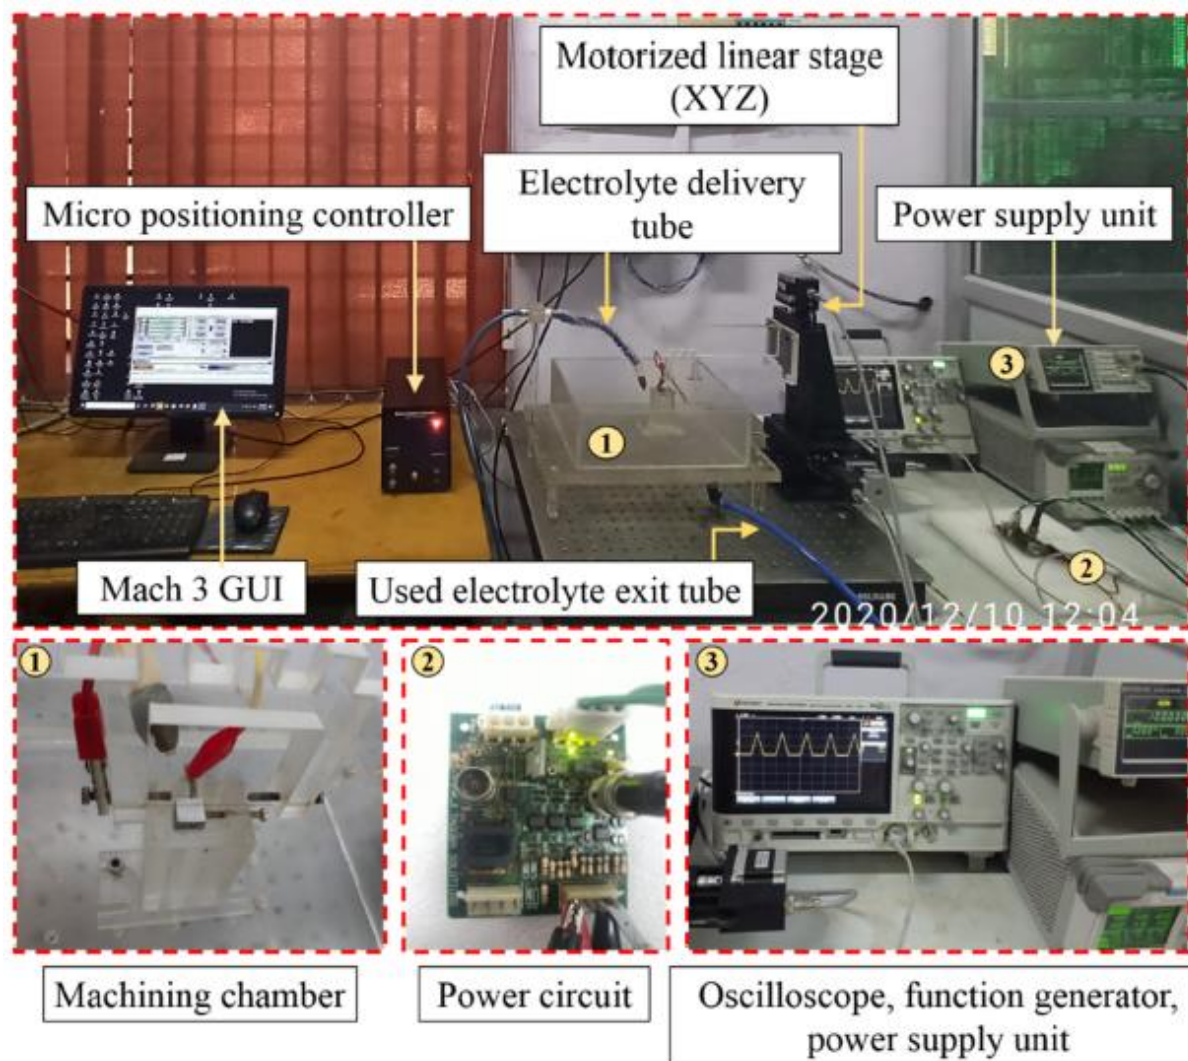 Motorized linear stage
(XYZ)
Electrolyte delivery
tube
Micro positioning controller
Power supply unit
3
1
2
Mach 3 GUI
Used electrolyte exit tube
2020/12/10 12:04
1
2
3
Machining chamber
Power circuit
Oscilloscope, function generator,
power supply unit